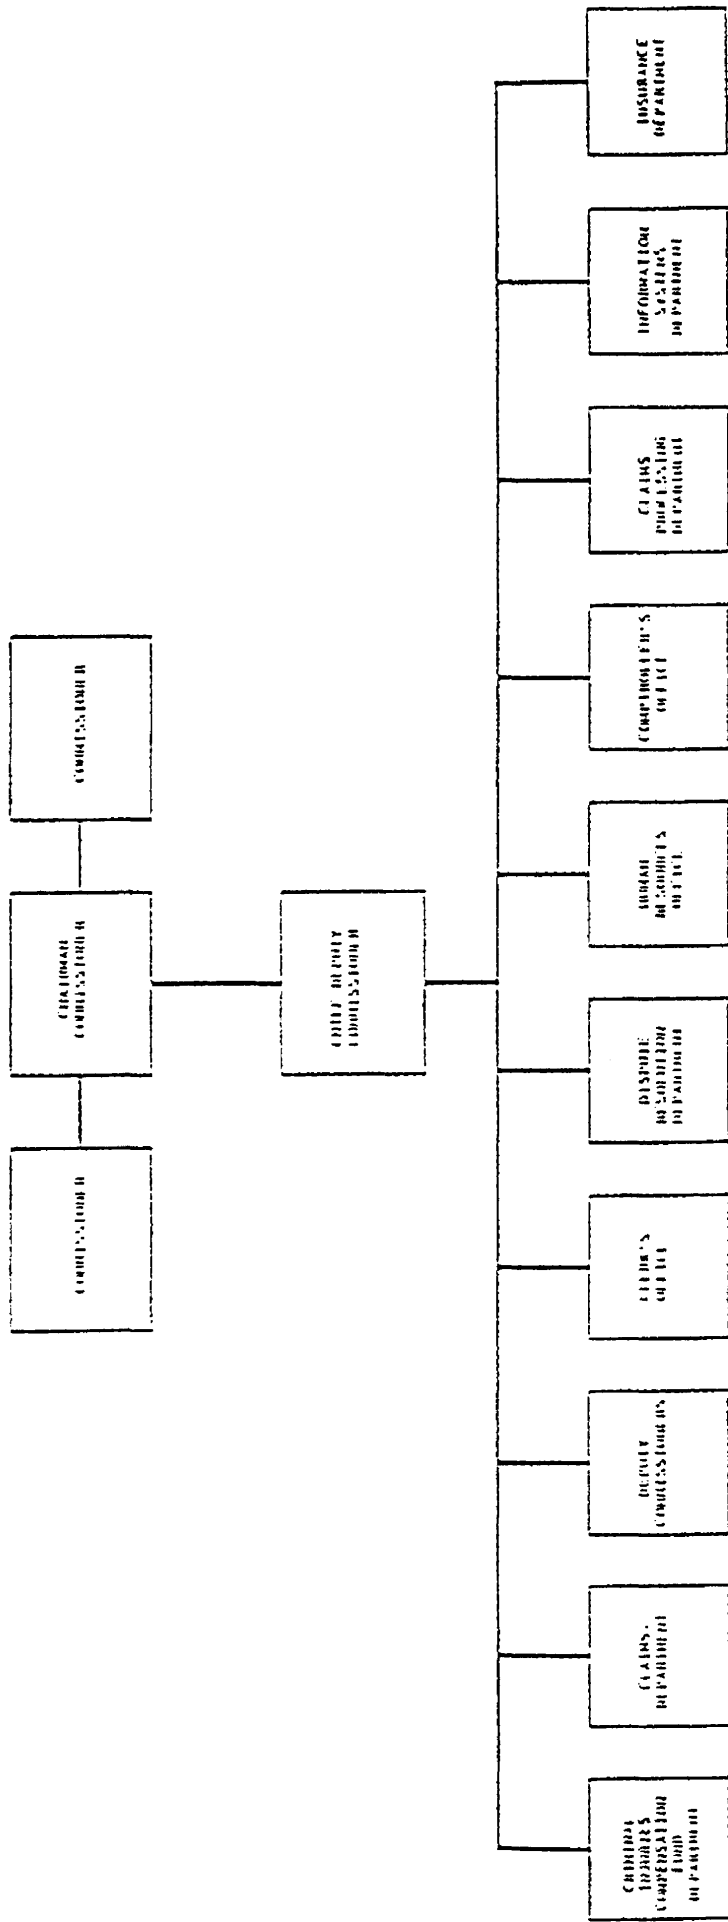 COMMISSIONER
CHAIRMAN
COMMISSIONER
COMMISSIONER
CHIEF DEPUTY
COMMISSIONER
CRIMINAL
INJURIES
COMPENSATION
FUND
DEPARTMENT
CLAIMS
DEPARTMENT
DEPUTY
COMMISSIONERS
CLERK'S
OFFICE
DISPUTE
RESOLUTION
DEPARTMENT
HUMAN
RESOURCES
OFFICE
COMPTROLLER'S
OFFICE
CLAIMS
PROCESSING
DEPARTMENT
INFORMATION
SYSTEMS
DEPARTMENT
INSURANCE
DEPARTMENT